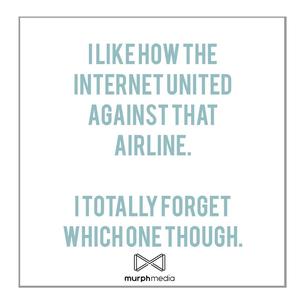 I LIKE HOW THE
INTERNET UNITED
AGAINST THAT
AIRLINE.
I TOTALLY FORGET
WHICH ONE THOUGH.
murphmedia